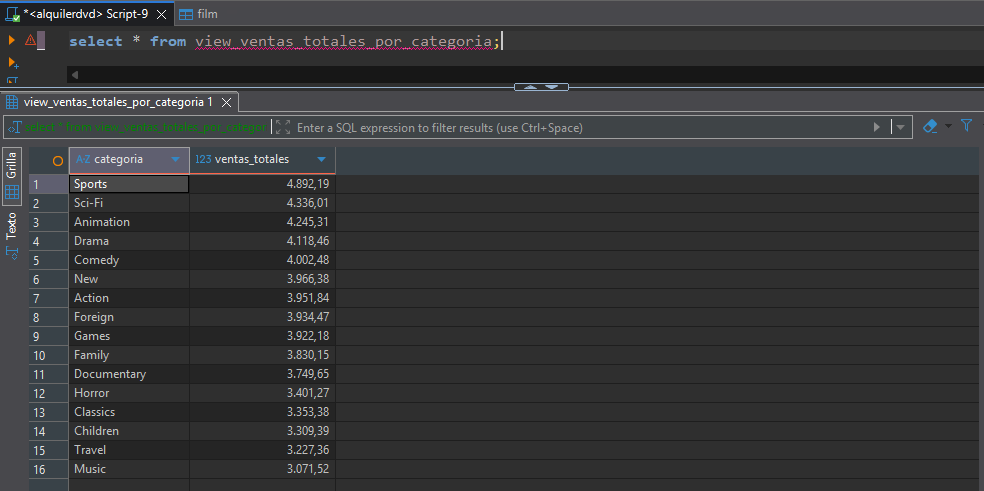 *<alquilerdvd> Script-9 film
select * from view_ventas_totales_por_categoria;
view_ventas_totales_por_categoria 1
select * from view_ventas_totales_por_categor Enter a SQL expression to filter results (use Ctrl+Space)
Grilla
Texto
A-Z categoria 123 ventas_totales
1 Sports 4.892,19
2 Sci-Fi 4.336,01
3 Animation 4.245,31
4 Drama 4.118,46
5 Comedy 4.002,48
6 New 3.966,38
7 Action 3.951,84
8 Foreign 3.934,47
9 Games 3.922,18
10 Family 3.830,15
11 Documentary 3.749,65
12 Horror 3.401,27
13 Classics 3.353,38
14 Children 3.309,39
15 Travel 3.227,36
16 Music 3.071,52